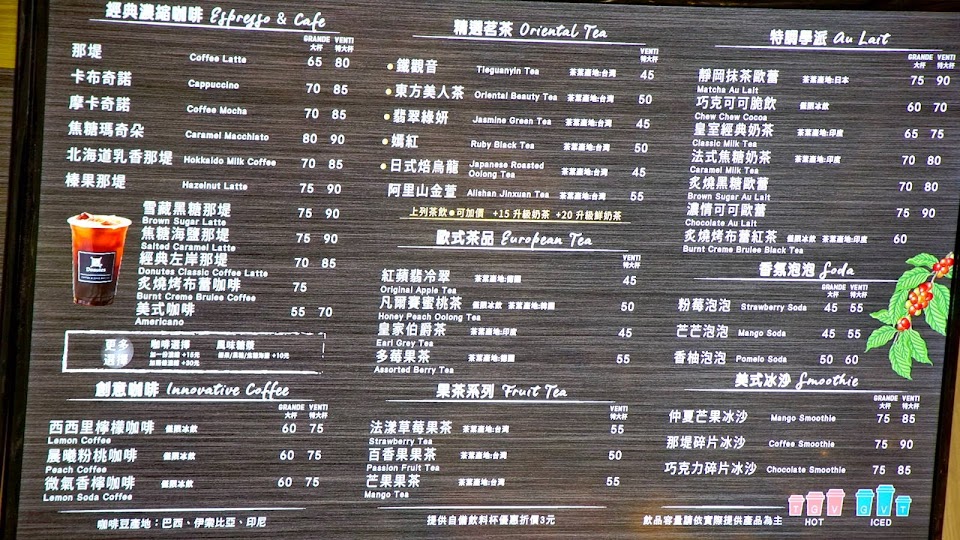 經典濃縮咖啡 Espresso & Cafe
GRANDE 大杯 VENTI 特大杯
那堤 Coffee Latte 65 80
卡布奇諾 Cappuccino 70 85
摩卡奇諾 Coffee Mocha 70 85
焦糖瑪奇朵 Caramel Macchiato 80 90
北海道乳香那堤 Hokkaido Milk Coffee 70 85
榛果那堤 Hazelnut Latte 75 90
雪藏黑糖那堤 75 90
Brown Sugar Latte
焦糖海鹽那堤 75 90
Salted Caramel Latte
經典左岸那堤 70 85
Donutes Classic Coffee Latte
炙燒烤布蕾咖啡 75
Burnt Creme Brulee Coffee
美式咖啡 55 70
Americano
Donutes
更多選擇
咖啡選擇 風味糖漿
創意咖啡 Innovative Coffee
GRANDE 大杯 VENTI 特大杯
西西里檸檬咖啡 僅限冰飲 60 75
Lemon Coffee
晨曦粉桃咖啡 僅限冰飲 60 75
Peach Coffee
微氣香檸咖啡 僅限冰飲 60 75
Lemon Soda Coffee
咖啡豆產地：巴西、伊索比亞、印尼
精選茗茶 Oriental Tea
VENTI 特大杯
鐵觀音 Tieguanyin Tea 茶葉產地:台灣 45
東方美人茶 Oriental Beauty Tea 茶葉產地:台灣 50
翡翠綠妍 Jasmine Green Tea 茶葉產地:台灣 45
嫣紅 Ruby Black Tea 茶葉產地:台灣 50
日式焙烏龍 Japanese Roasted Oolong Tea 茶葉產地:台灣 45
阿里山金萱 Alishan Jinxuan Tea 茶葉產地:台灣 55
上列茶飲●可加價 +15 升級奶茶 +20 升級鮮奶茶
歐式茶品 European Tea
VENTI 特大杯
紅蘋翡冷翠 茶葉產地:德國 45
Original Apple Tea
凡爾賽蜜桃茶 僅限冰飲 茶葉產地:韓國 50
Honey Peach Oolong Tea
皇家伯爵茶 茶葉產地:印度 45
Earl Grey Tea
多莓果茶 茶葉產地:德國 55
Assorted Berry Tea
果茶系列 Fruit Tea
VENTI 特大杯
法漾草莓果茶 茶葉產地:台灣 55
Strawberry Tea
百香果果茶 茶葉產地:台灣 50
Passion Fruit Tea
芒果果茶 茶葉產地:台灣 55
Mango Tea
提供自備飲料杯優惠折價3元
特調學派 Au Lait
GRANDE 大杯 VENTI 特大杯
靜岡抹茶歐蕾 茶葉產地:日本 75 90
Matcha Au Lait
巧克可可脆飲 僅限冰飲 60 70
Chew Chew Cocoa
皇室經典奶茶 茶葉產地:印度 65 75
Classic Milk Tea
法式焦糖奶茶 茶葉產地:印度 70 80
Caramel Milk Tea
炙燒黑糖歐蕾 70 80
Brown Sugar Au Lait
濃情可可歐蕾 75 90
Chocolate Au Lait
炙燒烤布蕾紅茶 僅限冰飲 茶葉產地:印度 60
Burnt Creme Brulee Black Tea
香氣泡泡 Soda
GRANDE 大杯 VENTI 特大杯
粉莓泡泡 Strawberry Soda 45 55
芒芒泡泡 Mango Soda 45 55
香柚泡泡 Pomelo Soda 50 60
美式冰沙 Smoothie
GRANDE 大杯 VENTI 特大杯
仲夏芒果冰沙 Mango Smoothie 75 85
那堤碎片冰沙 Coffee Smoothie 75 90
巧克力碎片冰沙 Chocolate Smoothie 75 85
T G V G V T
HOT ICED
飲品容量請依實際提供產品為主